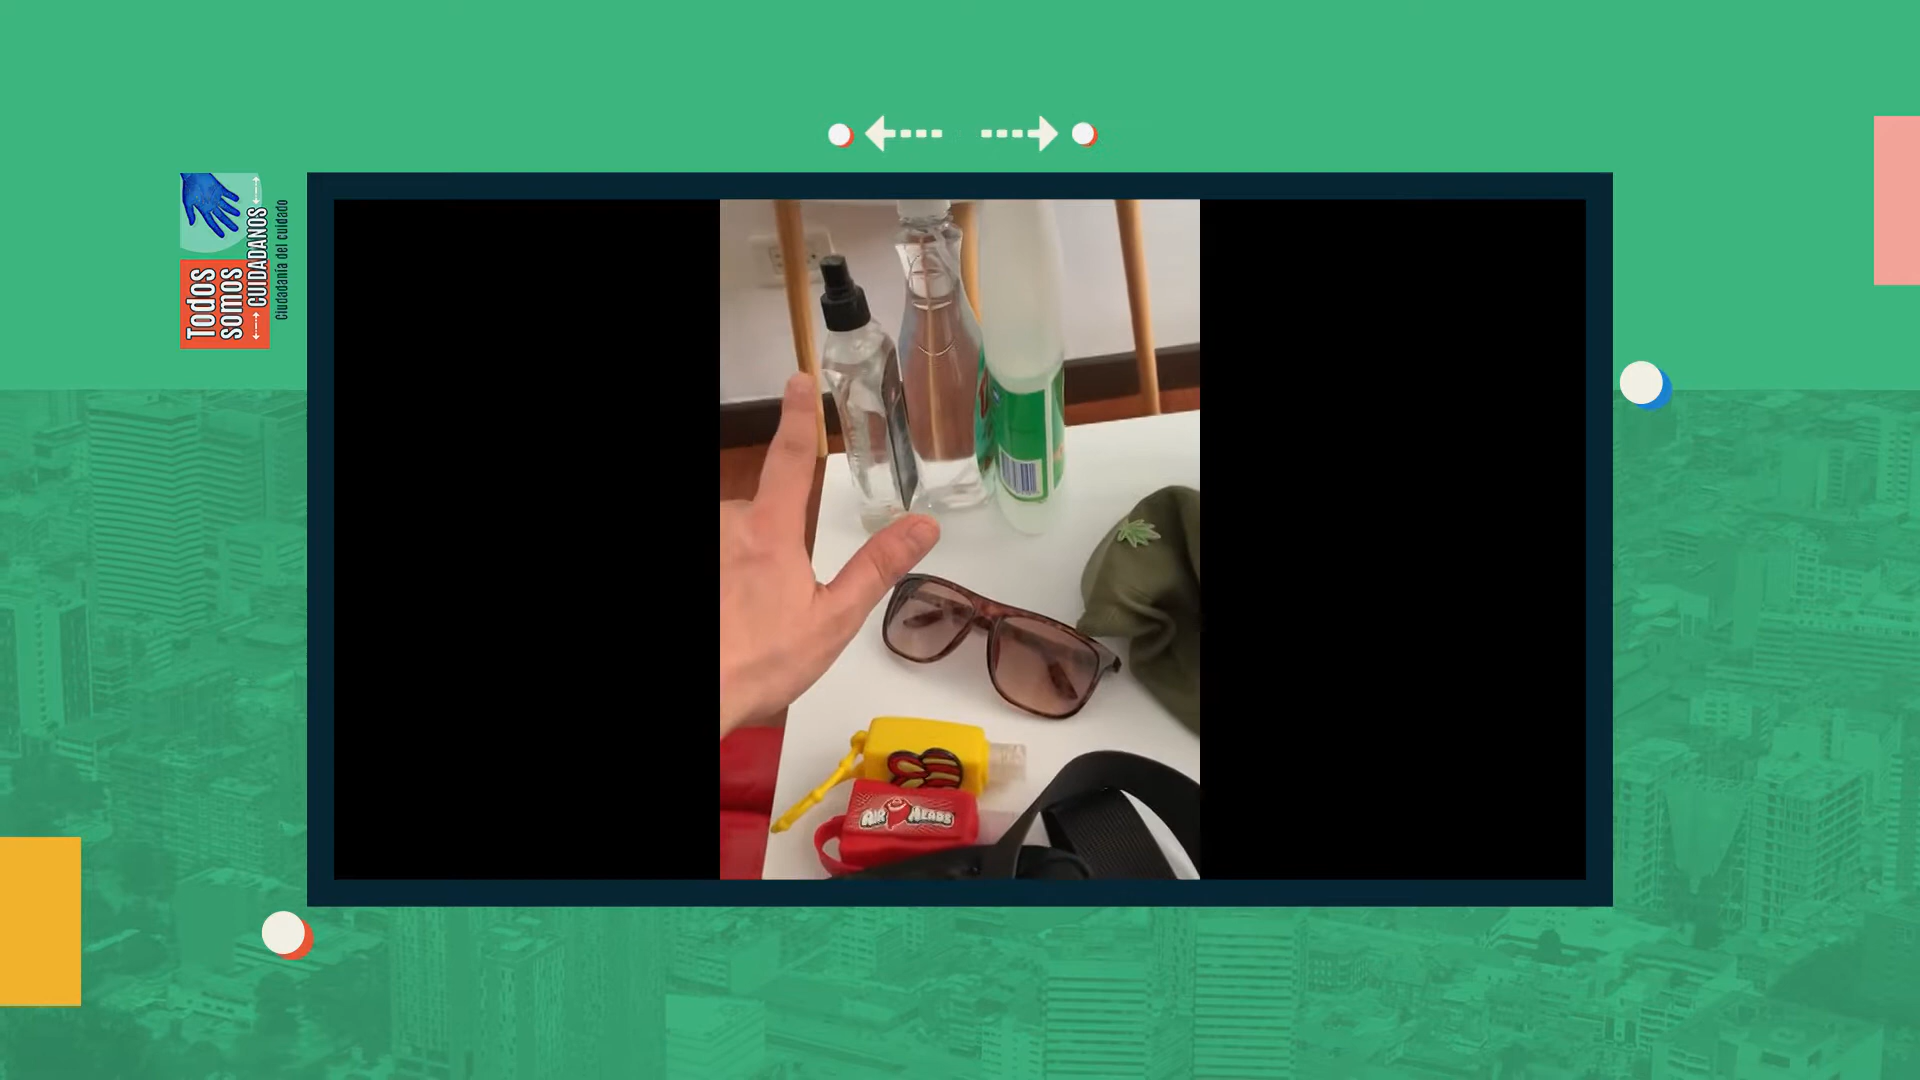 Todos
somos
CUIDADANOS
Ciudadanía del cuidado
AIR HEADS